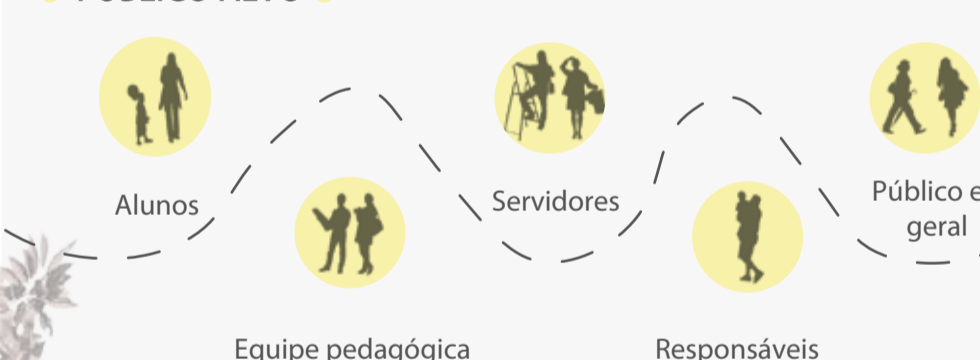 Alunos
Servidores
Público e
geral
Equipe pedagógica
Responsáveis